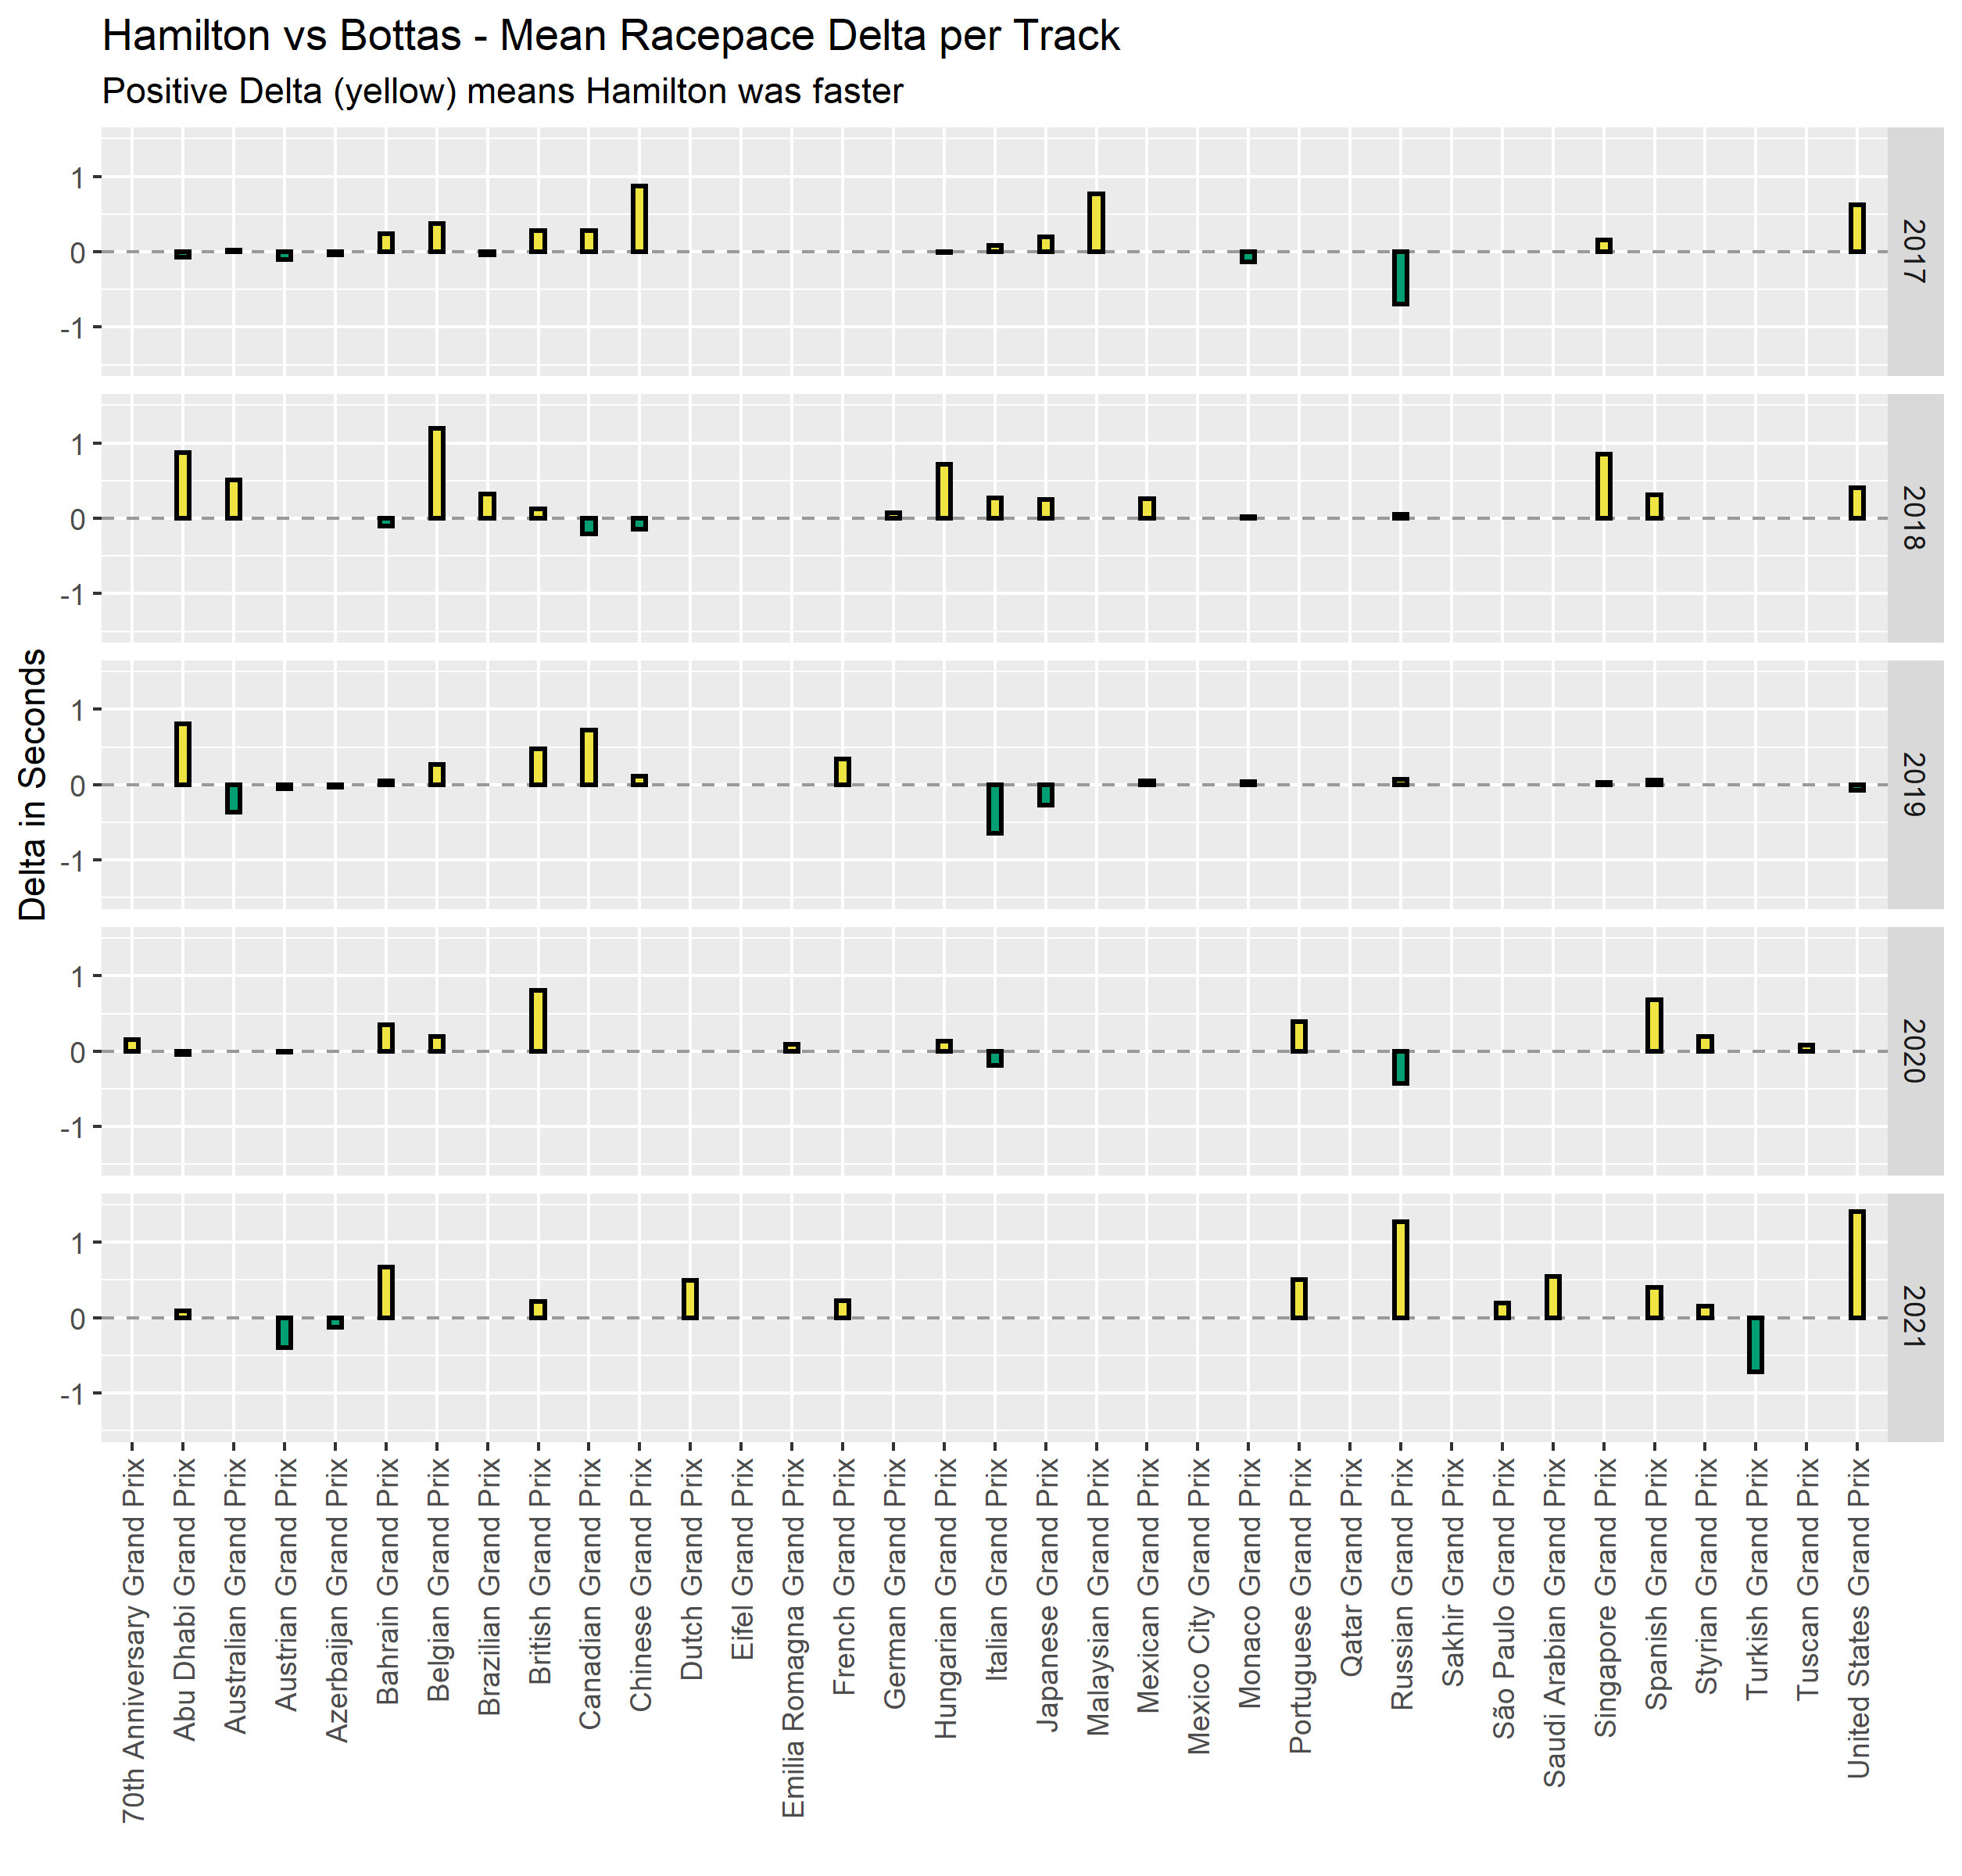 Hamilton vs Bottas - Mean Racepace Delta per Track
Positive Delta (yellow) means Hamilton was faster
Delta in Seconds
1
0
-1
2017
1
0
-1
2018
1
0
-1
2019
1
0
-1
2020
1
0
-1
2021
70th Anniversary Grand Prix
Abu Dhabi Grand Prix
Australian Grand Prix
Austrian Grand Prix
Azerbaijan Grand Prix
Bahrain Grand Prix
Belgian Grand Prix
Brazilian Grand Prix
British Grand Prix
Canadian Grand Prix
Chinese Grand Prix
Dutch Grand Prix
Eifel Grand Prix
Emilia Romagna Grand Prix
French Grand Prix
German Grand Prix
Hungarian Grand Prix
Italian Grand Prix
Japanese Grand Prix
Malaysian Grand Prix
Mexican Grand Prix
Mexico City Grand Prix
Monaco Grand Prix
Portuguese Grand Prix
Qatar Grand Prix
Russian Grand Prix
Sakhir Grand Prix
São Paulo Grand Prix
Saudi Arabian Grand Prix
Singapore Grand Prix
Spanish Grand Prix
Styrian Grand Prix
Turkish Grand Prix
Tuscan Grand Prix
United States Grand Prix